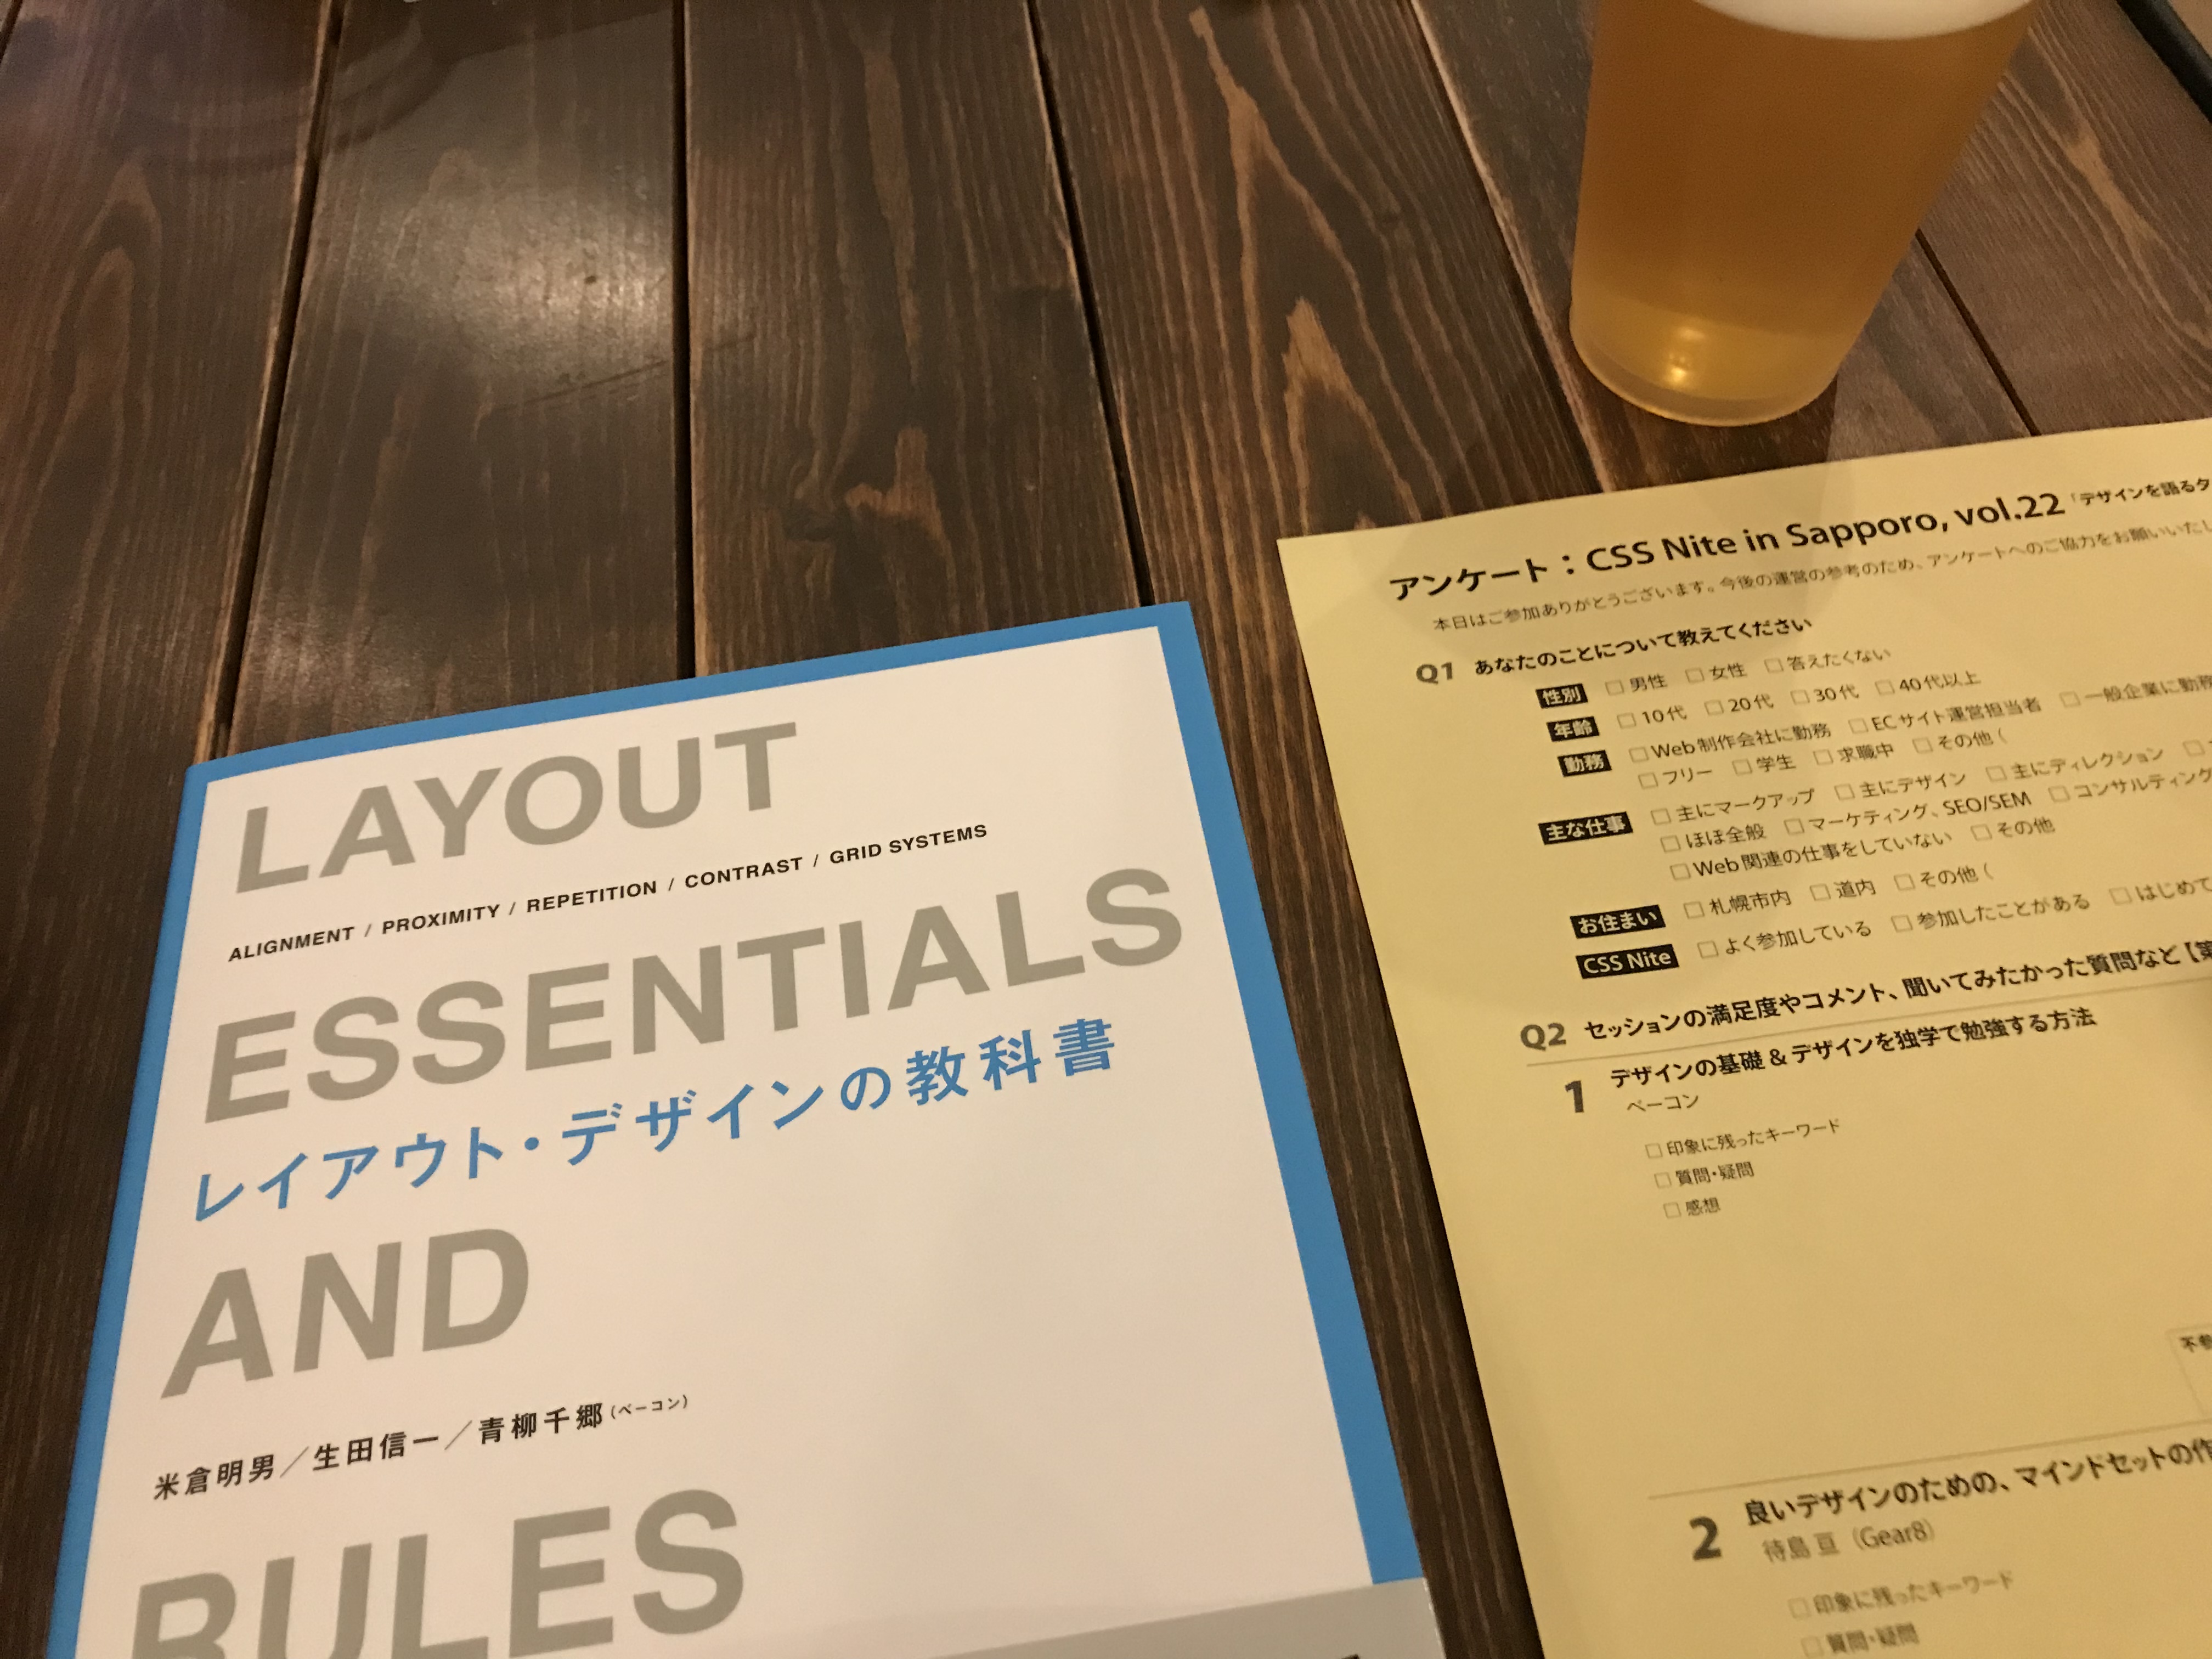 LAYOUT
ALIGNMENT / PROXIMITY / REPETITION / CONTRAST / GRID SYSTEMS
ESSENTIALS
レイアウト・デザインの教科書
AND
米倉明男／生田信一／青柳千郷(ベーコン)
RULES
アンケート：CSS Nite in Sapporo, vol.22「デザインを語るタ
本日はご参加ありがとうございます。今後の運営の参考のため、アンケートへのご協力をお願いいたし
Q1 あなたのことについて教えてください
性別 □男性 □女性 □答えたくない
年齢 □10代 □20代 □30代 □40代以上
勤務 □Web制作会社に勤務 □ECサイト運営担当者 □一般企業に勤務
□フリー □学生 □求職中 □その他（
主な仕事 □主にマークアップ □主にデザイン □主にディレクション □
□ほぼ全般 □マーケティング、SEO/SEM □コンサルティング
□Web関連の仕事をしていない □その他
お住まい □札幌市内 □道内 □その他（
CSS Nite □よく参加している □参加したことがある □はじめて
Q2 セッションの満足度やコメント、聞いてみたかった質問など【第
1 デザインの基礎＆デザインを独学で勉強する方法
ベーコン
□印象に残ったキーワード
□質問・疑問
□感想
不参
2 良いデザインのための、マインドセットの作
待島 亘（Gear8）
□印象に残ったキーワード
□質問・疑問